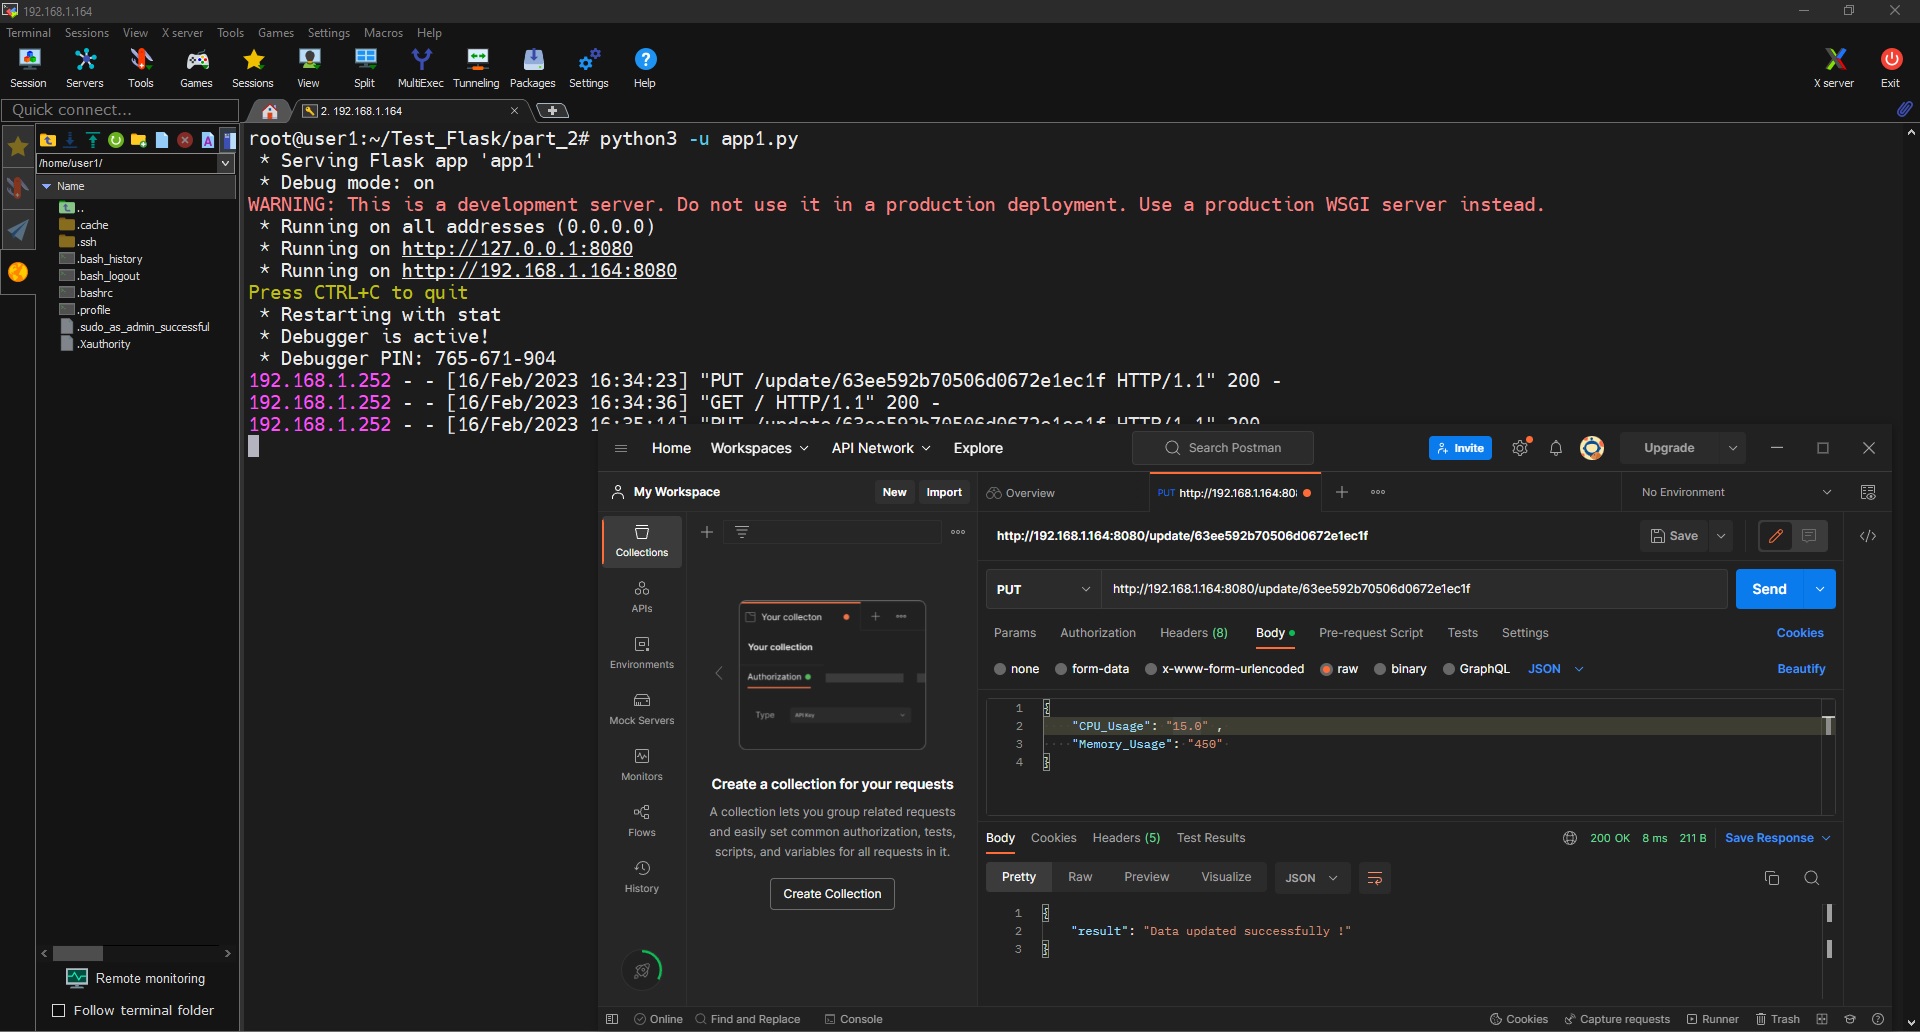 192.168.1.164
Terminal Sessions View X server Tools Games Settings Macros Help
Session Servers Tools Games Sessions View Split MultiExec Tunneling Packages Settings Help X server Exit
Quick connect...
2. 192.168.1.164
/home/user1/
Name
..
.cache
.ssh
.bash_history
.bash_logout
.bashrc
.profile
.sudo_as_admin_successful
.Xauthority
Remote monitoring
Follow terminal folder
root@user1:~/Test_Flask/part_2# python3 -u app1.py
* Serving Flask app 'app1'
* Debug mode: on
WARNING: This is a development server. Do not use it in a production deployment. Use a production WSGI server instead.
* Running on all addresses (0.0.0.0)
* Running on http://127.0.0.1:8080
* Running on http://192.168.1.164:8080
Press CTRL+C to quit
* Restarting with stat
* Debugger is active!
* Debugger PIN: 765-671-904
192.168.1.252 - - [16/Feb/2023 16:34:23] "PUT /update/63ee592b70506d0672e1ec1f HTTP/1.1" 200 -
192.168.1.252 - - [16/Feb/2023 16:34:36] "GET / HTTP/1.1" 200 -
192.168.1.252 - - [16/Feb/2023 16:35:14] "PUT /update/63ee592b70506d0672e1ec1f HTTP/1.1" 200
Home Workspaces API Network Explore
Search Postman
Invite
Upgrade
My Workspace
New Import
Overview
PUT http://192.168.1.164:80
No Environment
Collections
APIs
Environments
Mock Servers
Monitors
Flows
History
Your collecton
Your collection
Authorization
Type API Key
Create a collection for your requests
A collection lets you group related requests
and easily set common authorization, tests,
scripts, and variables for all requests in it.
Create Collection
http://192.168.1.164:8080/update/63ee592b70506d0672e1ec1f
Save
</>
PUT http://192.168.1.164:8080/update/63ee592b70506d0672e1ec1f Send
Params Authorization Headers (8) Body Pre-request Script Tests Settings Cookies
none form-data x-www-form-urlencoded raw binary GraphQL JSON Beautify
1 {
2 "CPU_Usage": "15.0" ,
3 "Memory_Usage": "450"
4 }
Body Cookies Headers (5) Test Results 200 OK 8 ms 211 B Save Response
Pretty Raw Preview Visualize JSON
1 {
2 "result": "Data updated successfully !"
3 }
Online Find and Replace Console Cookies Capture requests Runner Trash